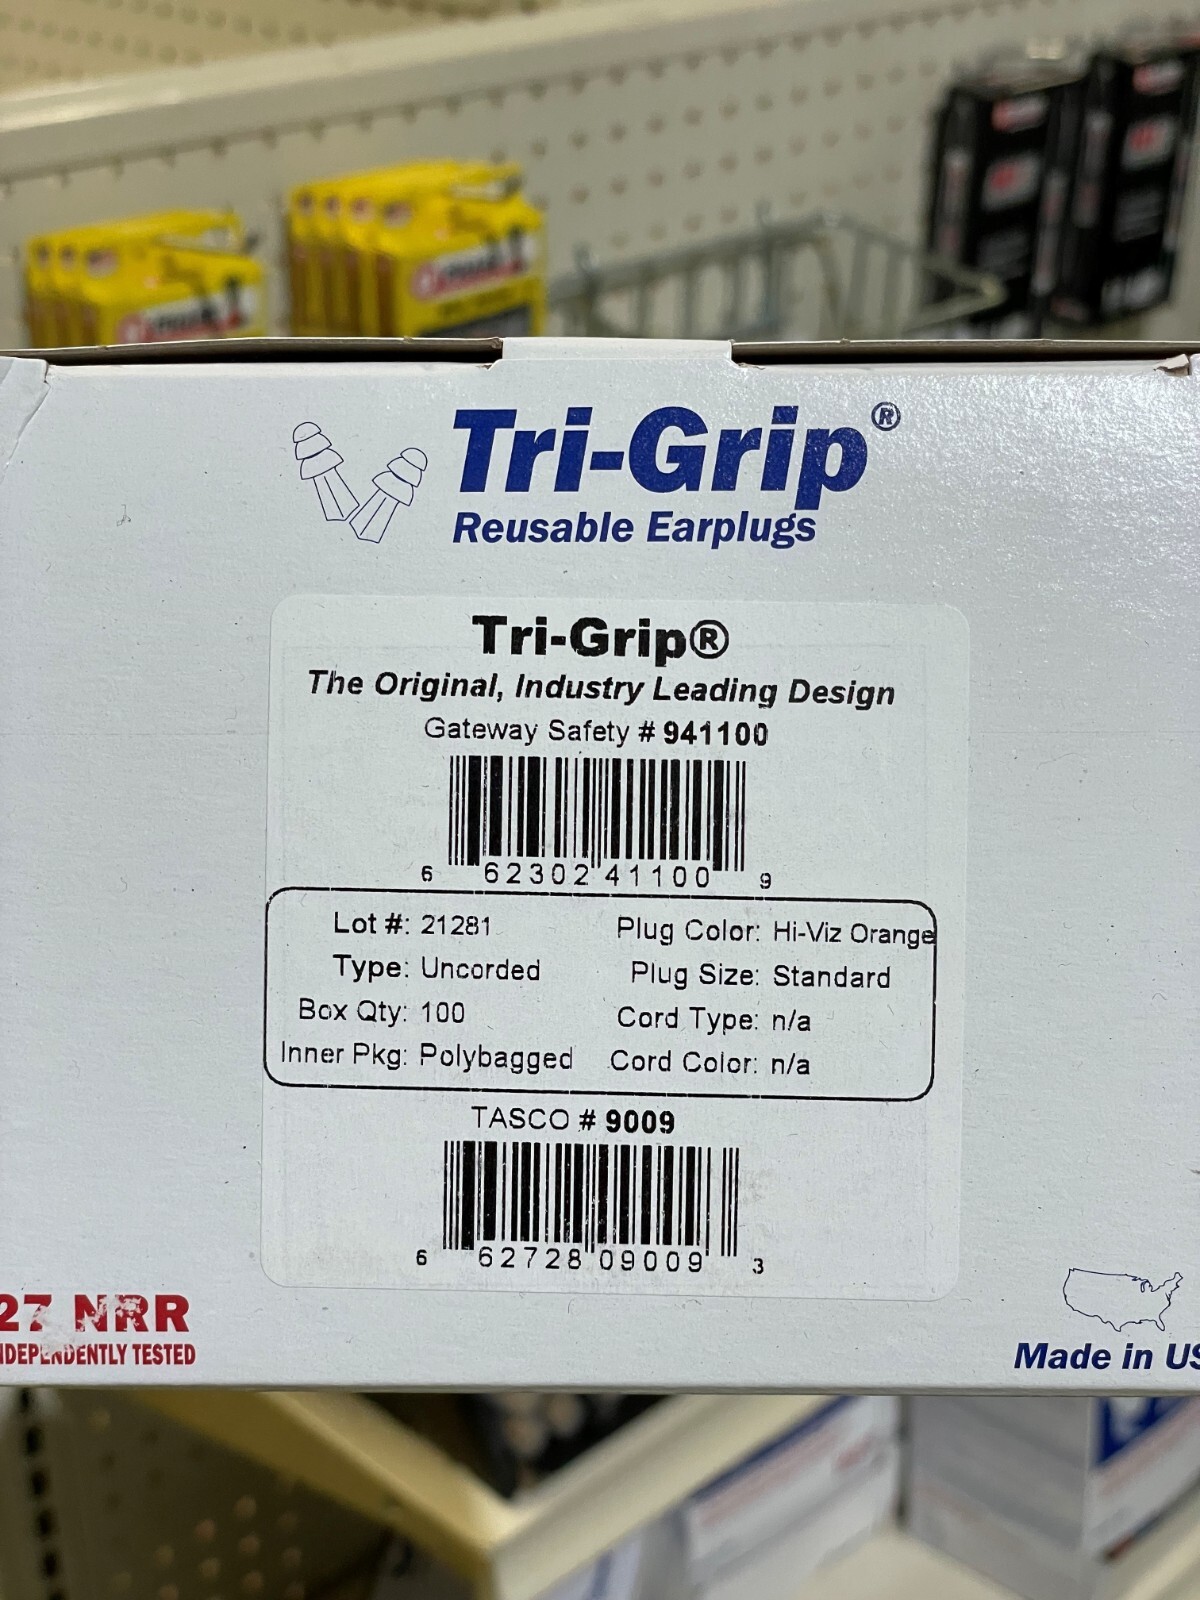 Tri-Grip®
Reusable Earplugs
Tri-Grip®
The Original, Industry Leading Design
Gateway Safety # 941100
6 62302 41100 9
Lot #: 21281 Plug Color: Hi-Viz Orange
Type: Uncorded Plug Size: Standard
Box Qty: 100 Cord Type: n/a
Inner Pkg: Polybagged Cord Color: n/a
TASCO # 9009
6 62728 09009 3
27 NRR
NDEPENDENTLY TESTED
Made in US